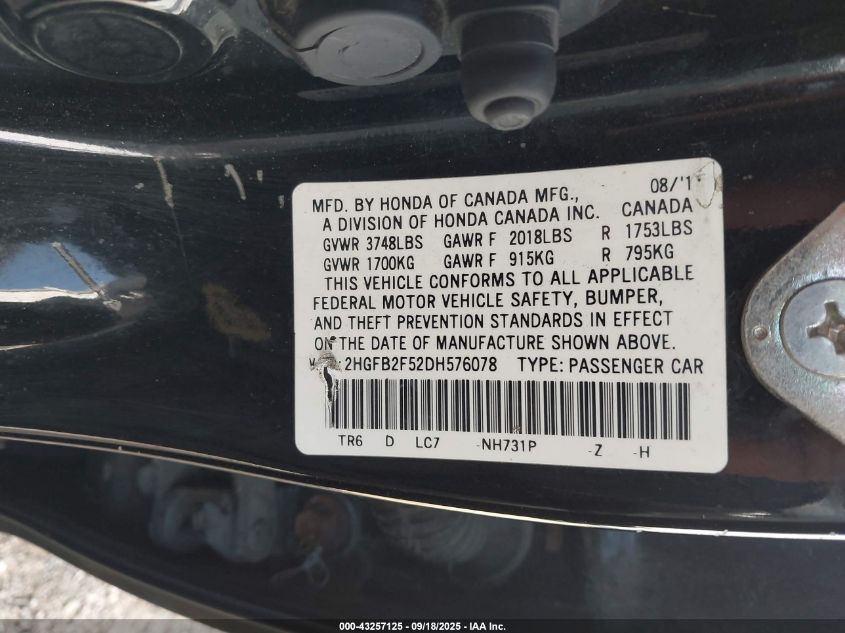 08/'1
MFD. BY HONDA OF CANADA MFG.,
A DIVISION OF HONDA CANADA INC. CANADA
GVWR 3748LBS GAWR F 2018LBS R 1753LBS
GVWR 1700KG GAWR F 915KG R 795KG
THIS VEHICLE CONFORMS TO ALL APPLICABLE
FEDERAL MOTOR VEHICLE SAFETY, BUMPER,
AND THEFT PREVENTION STANDARDS IN EFFECT
ON THE DATE OF MANUFACTURE SHOWN ABOVE.
2HGFB2F52DH576078 TYPE: PASSENGER CAR
TR6 D LC7 -NH731P -Z -H
000-43257125 - 09/18/2025 - IAA Inc.